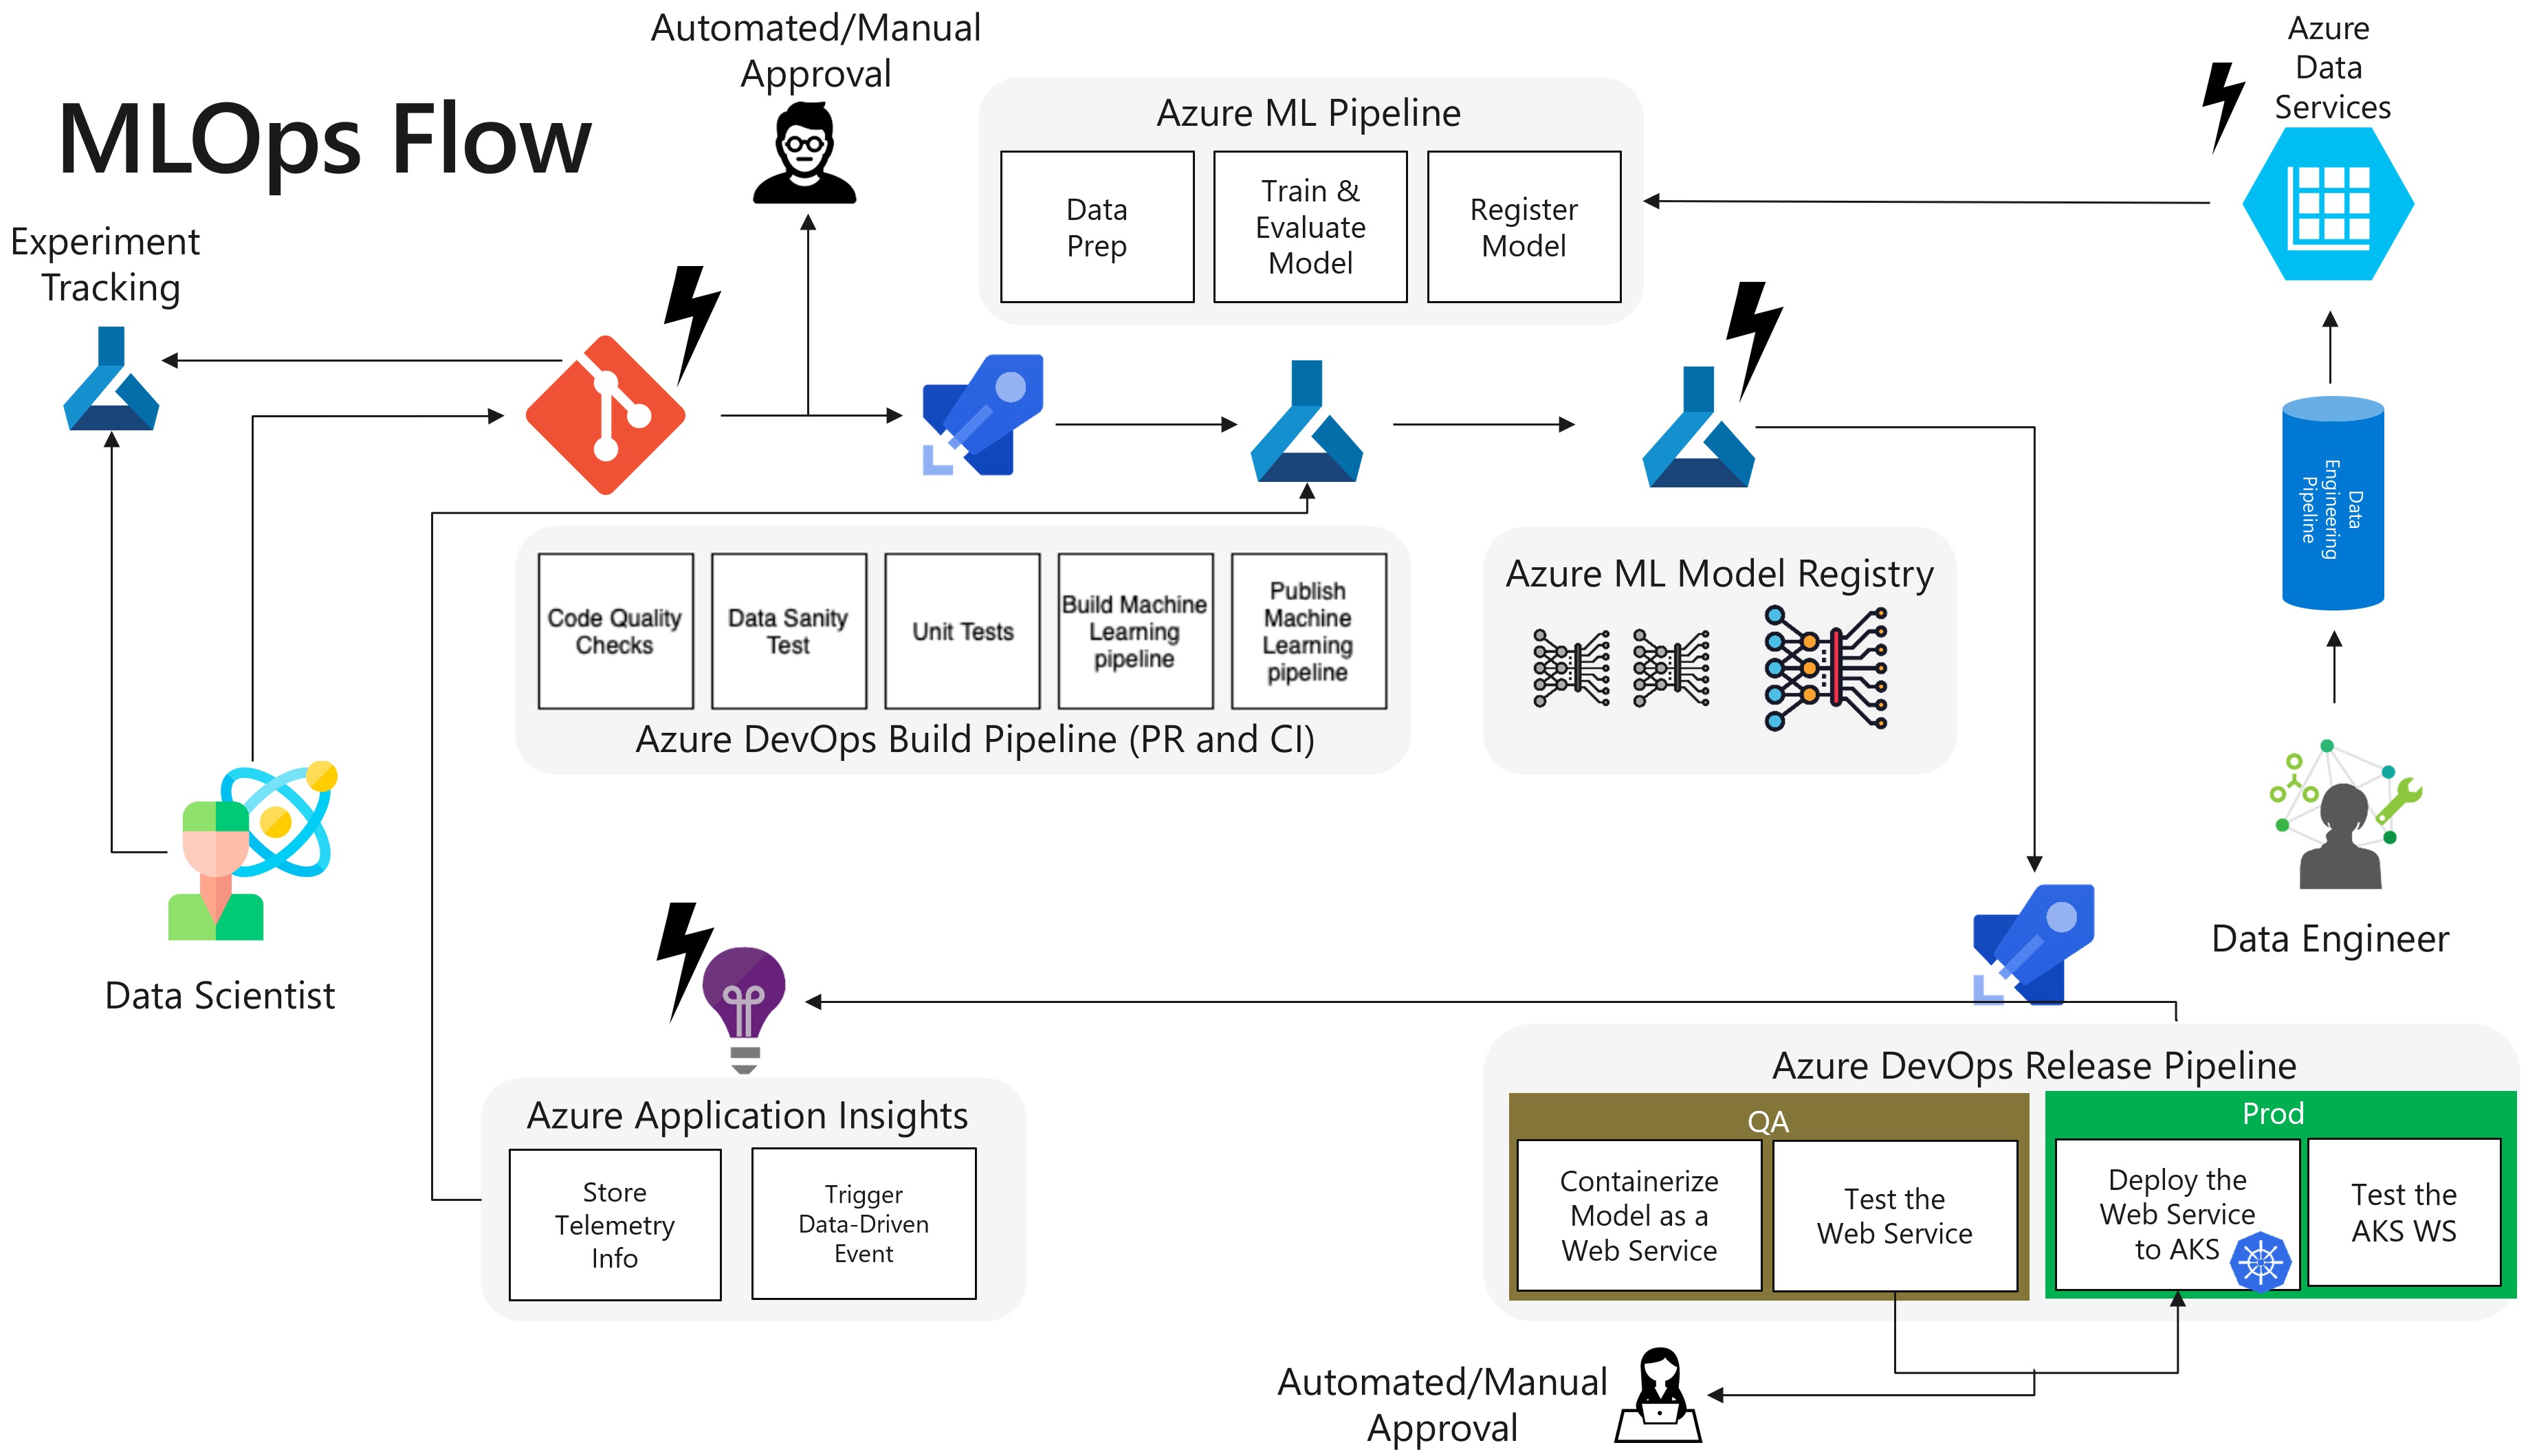 MLOps Flow
Automated/Manual
Approval
Azure ML Pipeline
Data
Prep
Train &
Evaluate
Model
Register
Model
Azure
Data
Services
Experiment
Tracking
Data
Engineering
Pipeline
Code Quality
Checks
Data Sanity
Test
Unit Tests
Build Machine
Learning
pipeline
Publish
Machine
Learning
pipeline
Azure DevOps Build Pipeline (PR and CI)
Azure ML Model Registry
Data Scientist
Data Engineer
Azure Application Insights
Store
Telemetry
Info
Trigger
Data-Driven
Event
Azure DevOps Release Pipeline
QA
Containerize
Model as a
Web Service
Test the
Web Service
Prod
Deploy the
Web Service
to AKS
Test the
AKS WS
Automated/Manual
Approval